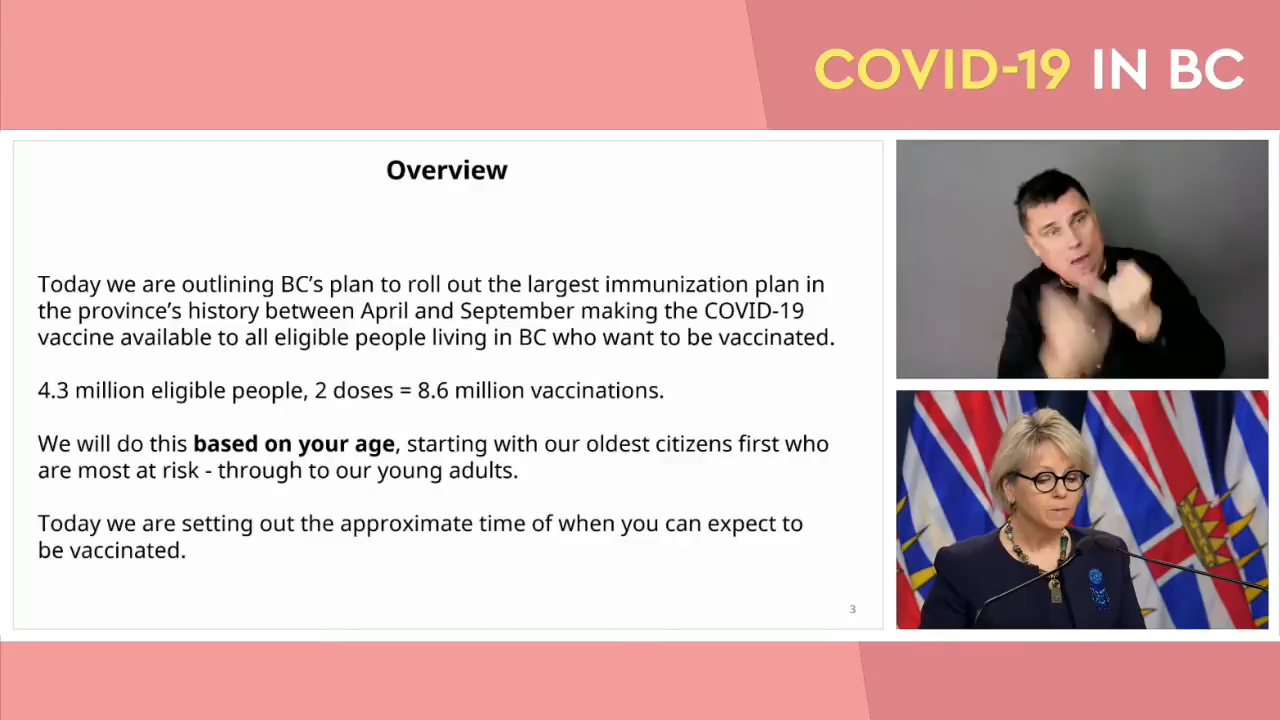 COVID-19 IN BC
Overview
Today we are outlining BC’s plan to roll out the largest immunization plan in
the province’s history between April and September making the COVID-19
vaccine available to all eligible people living in BC who want to be vaccinated.
4.3 million eligible people, 2 doses = 8.6 million vaccinations.
We will do this based on your age, starting with our oldest citizens first who
are most at risk - through to our young adults.
Today we are setting out the approximate time of when you can expect to
be vaccinated.
3